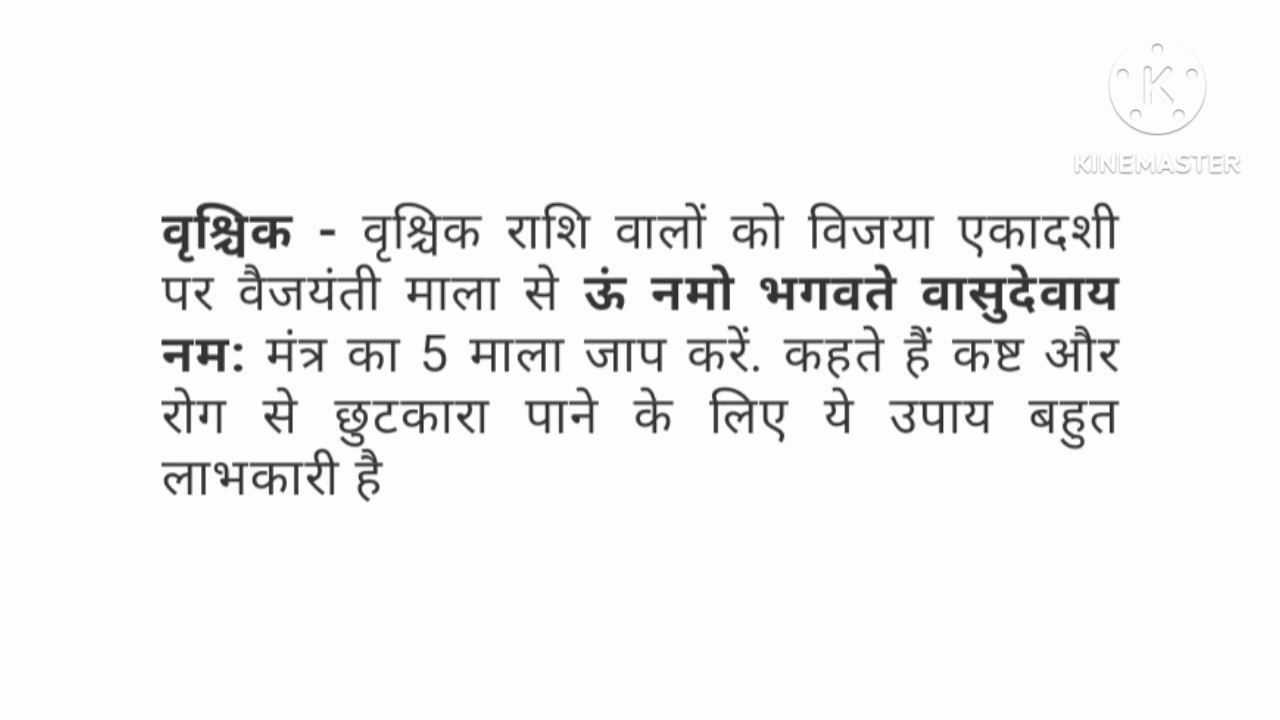 KINEMASTER
वृश्चिक - वृश्चिक राशि वालों को विजया एकादशी
पर वैजयंती माला से ऊं नमो भगवते वासुदेवाय
नम: मंत्र का 5 माला जाप करें. कहते हैं कष्ट और
रोग से छुटकारा पाने के लिए ये उपाय बहुत
लाभकारी है